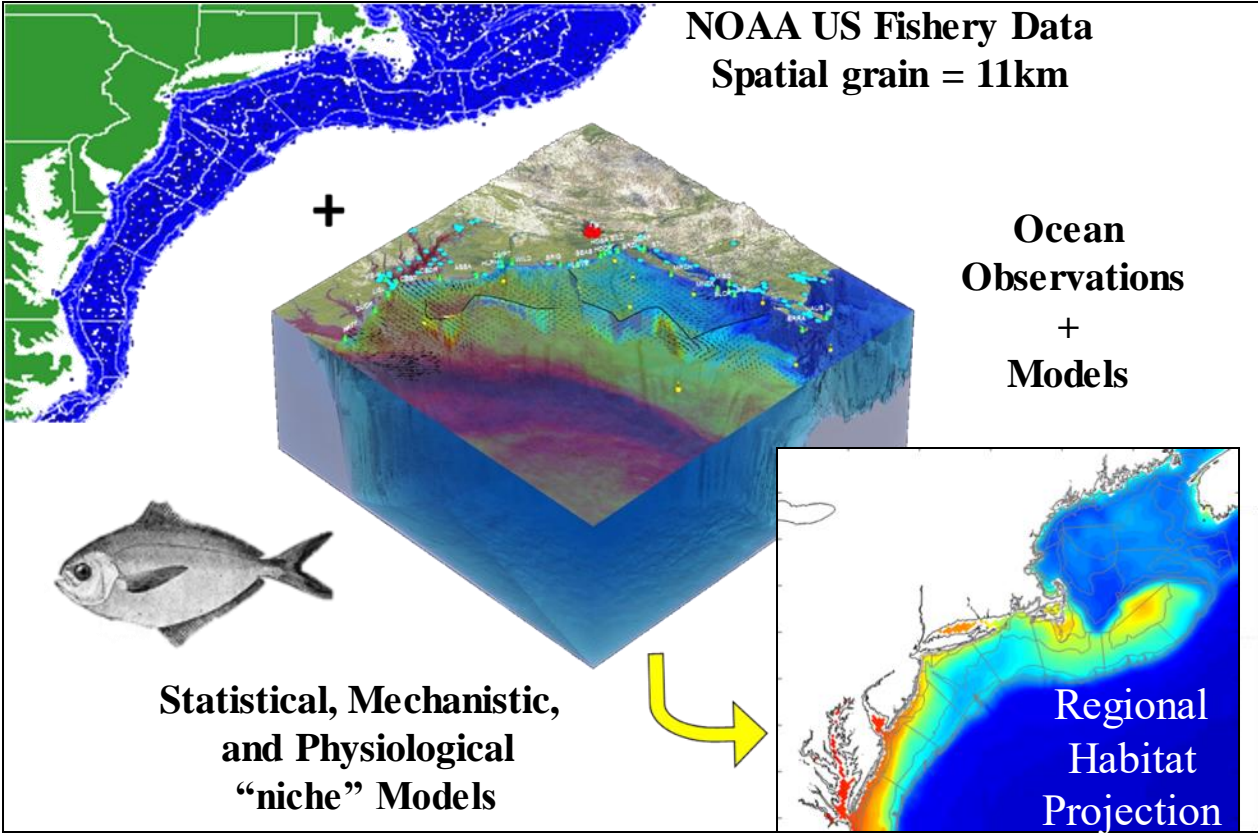 NOAA US Fishery Data
Spatial grain = 11km
+
Ocean
Observations
+
Models
Statistical, Mechanistic,
and Physiological
“niche” Models
Regional
Habitat
Projection